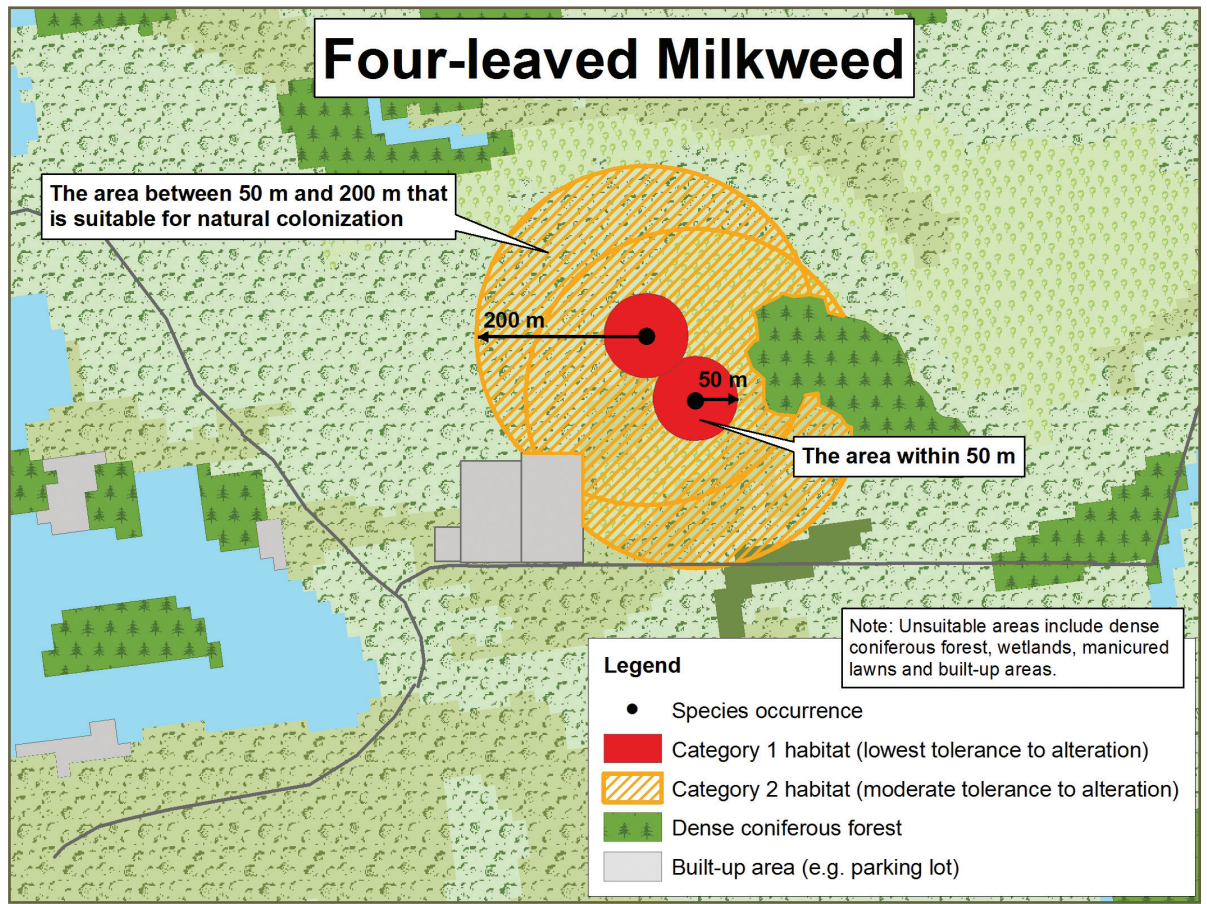 Four-leaved Milkweed
The area between 50 m and 200 m that
is suitable for natural colonization
200 m
50 m
The area within 50 m
Note: Unsuitable areas include dense
coniferous forest, wetlands, manicured
lawns and built-up areas.
Legend
Species occurrence
Category 1 habitat (lowest tolerance to alteration)
Category 2 habitat (moderate tolerance to alteration)
Dense coniferous forest
Built-up area (e.g. parking lot)